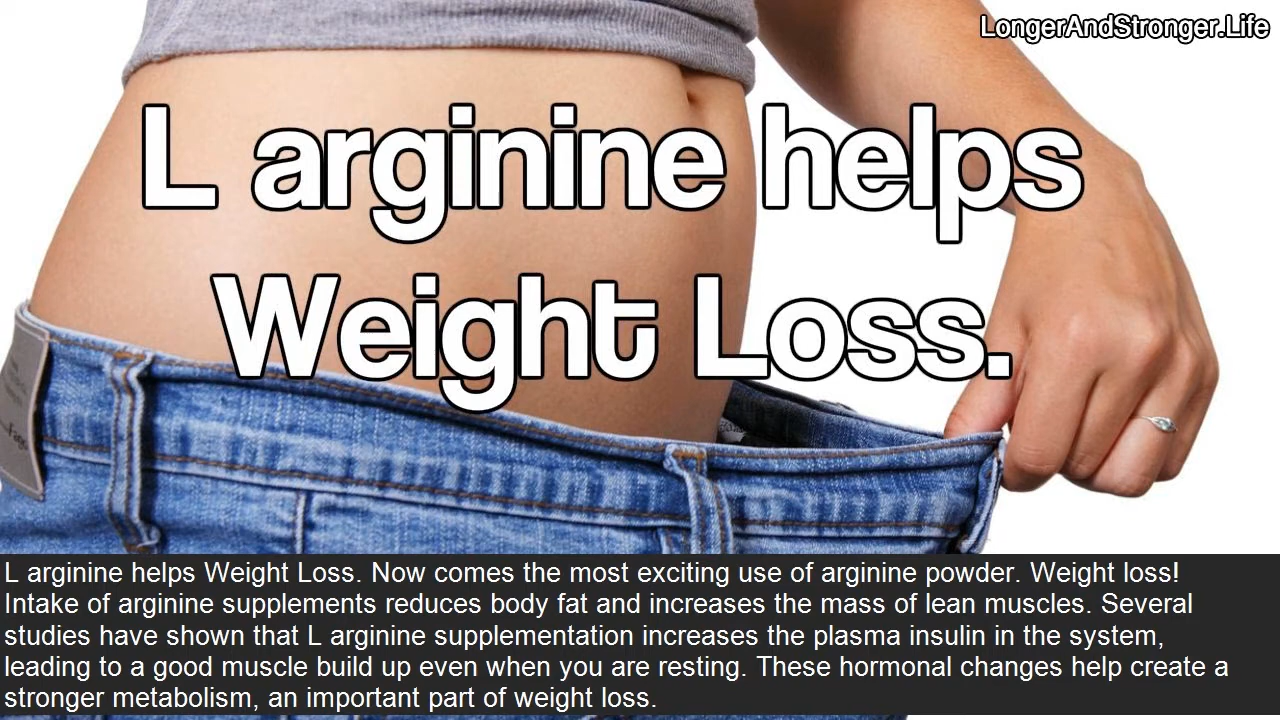 LongerAndStronger.Life
L arginine helps
Weight Loss.
L arginine helps Weight Loss. Now comes the most exciting use of arginine powder. Weight loss!
Intake of arginine supplements reduces body fat and increases the mass of lean muscles. Several
studies have shown that L arginine supplementation increases the plasma insulin in the system,
leading to a good muscle build up even when you are resting. These hormonal changes help create a
stronger metabolism, an important part of weight loss.